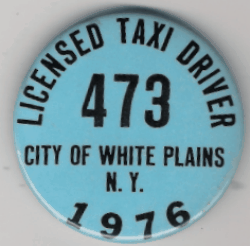 LICENSED TAXI DRIVER
473
CITY OF WHITE PLAINS
N. Y.
1976